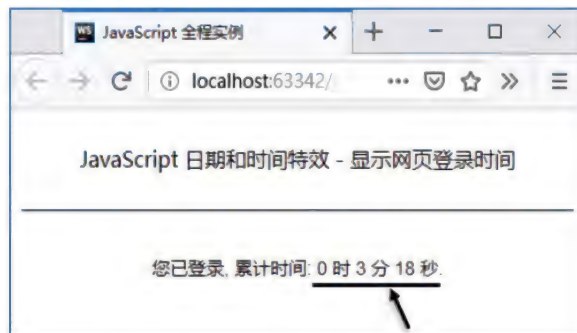 JavaScript 全程实例
localhost:63342/
JavaScript 日期和时间特效 - 显示网页登录时间
您已登录, 累计时间: 0 时 3 分 18 秒.